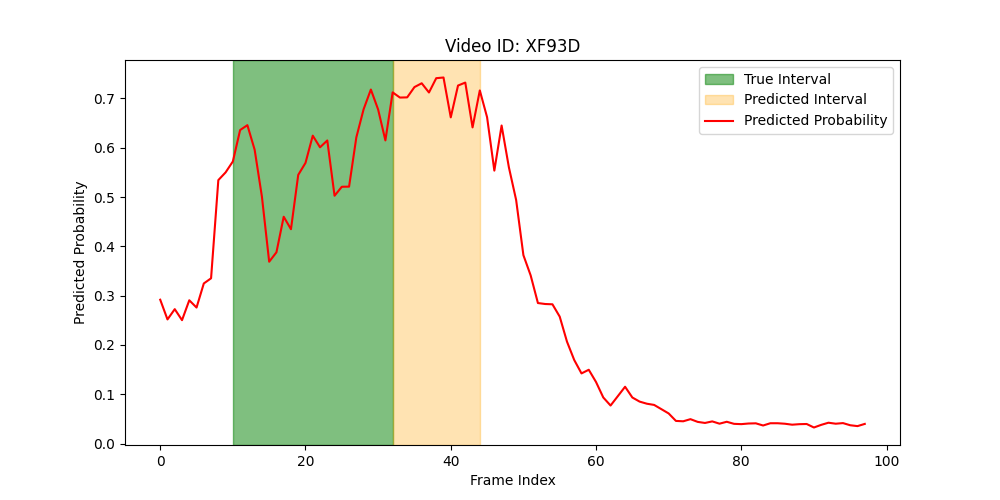 Video ID: XF93D
True Interval
Predicted Interval
Predicted Probability
Predicted Probability
0.7
0.6
0.5
0.4
0.3
0.2
0.1
0.0
0 20 40 60 80 100
Frame Index